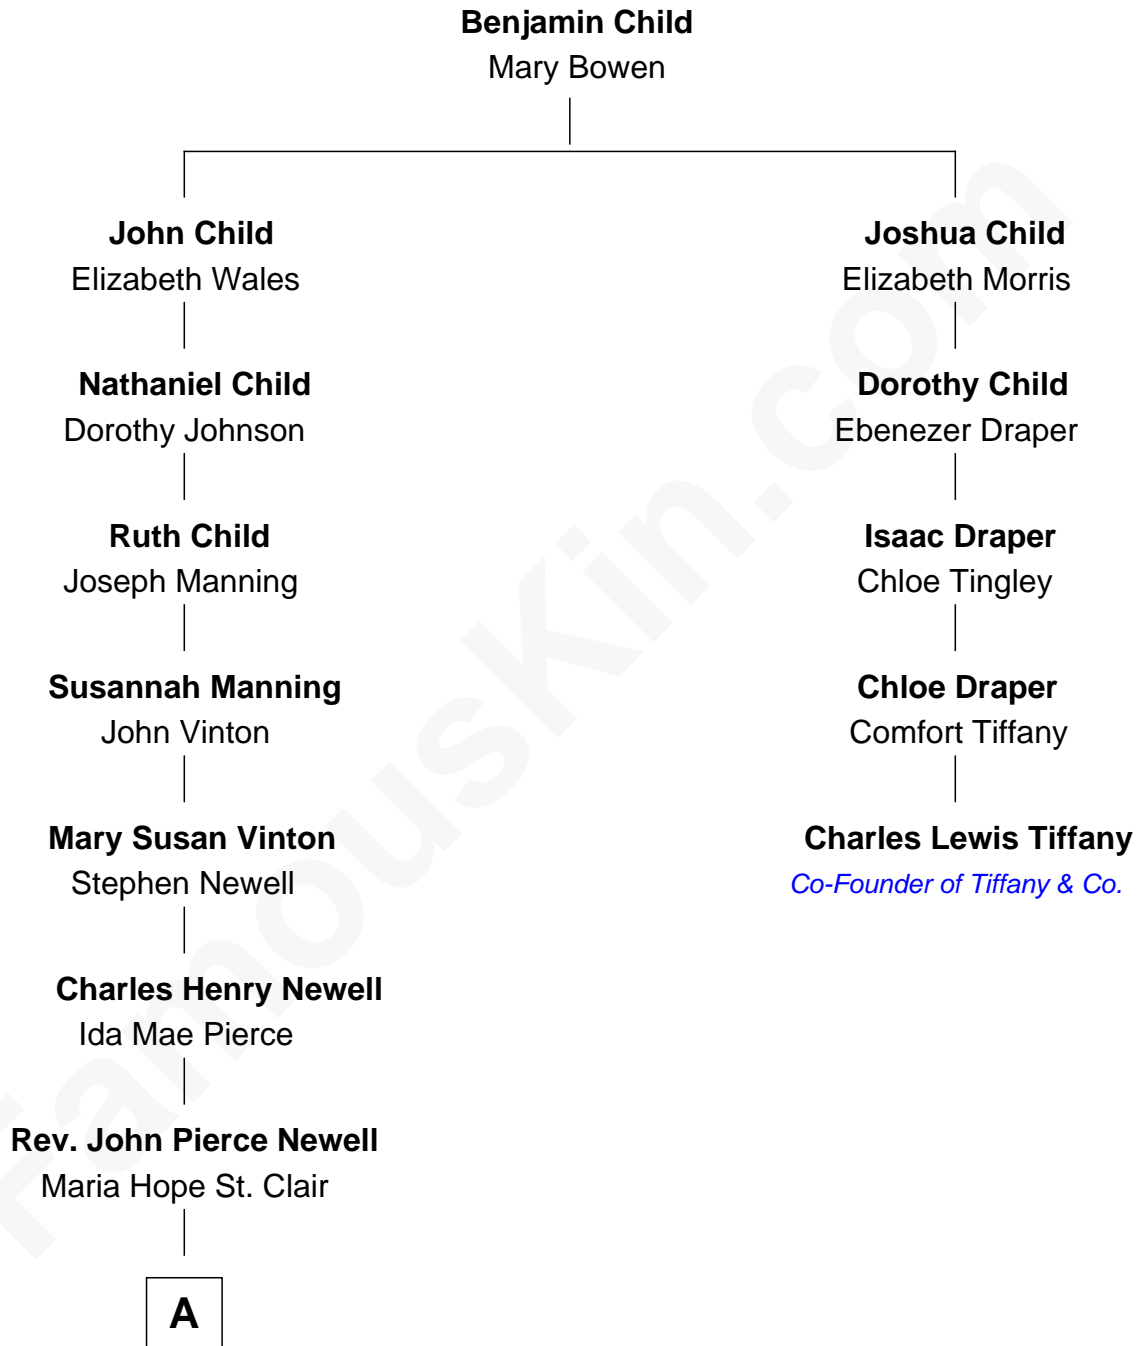 Benjamin Child
Mary Bowen
John Child
Elizabeth Wales
Joshua Child
Elizabeth Morris
Nathaniel Child
Dorothy Johnson
Dorothy Child
Ebenezer Draper
Ruth Child
Joseph Manning
Isaac Draper
Chloe Tingley
Susannah Manning
John Vinton
Chloe Draper
Comfort Tiffany
Mary Susan Vinton
Stephen Newell
Charles Lewis Tiffany
Co-Founder of Tiffany & Co.
Charles Henry Newell
Ida Mae Pierce
Rev. John Pierce Newell
Maria Hope St. Clair
A
FamousKin.com